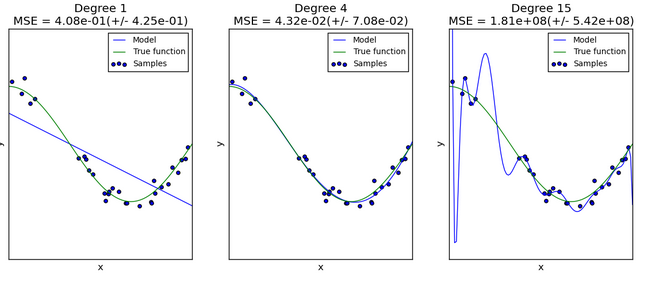 Degree 1
MSE = 4.08e-01(+/- 4.25e-01)
Model
True function
Samples
y
x
Degree 4
MSE = 4.32e-02(+/- 7.08e-02)
Model
True function
Samples
y
x
Degree 15
MSE = 1.81e+08(+/- 5.42e+08)
Model
True function
Samples
y
x